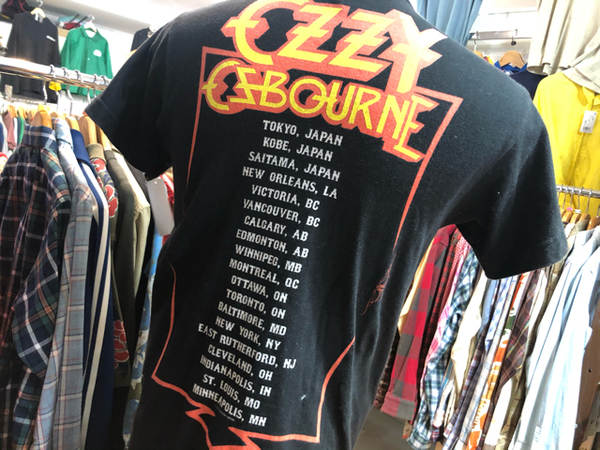 OZZY
OSBOURNE
TOKYO, JAPAN
KOBE, JAPAN
SAITAMA, JAPAN
NEW ORLEANS, LA
VICTORIA, BC
VANCOUVER, BC
CALGARY, AB
EDMONTON, AB
WINNIPEG, MB
MONTREAL, QC
OTTAWA, ON
TORONTO, ON
BALTIMORE, MD
NEW YORK, NY
EAST RUTHERFORD, NJ
CLEVELAND, OH
INDIANAPOLIS, IN
ST. LOUIS, MO
MINNEAPOLIS, MN